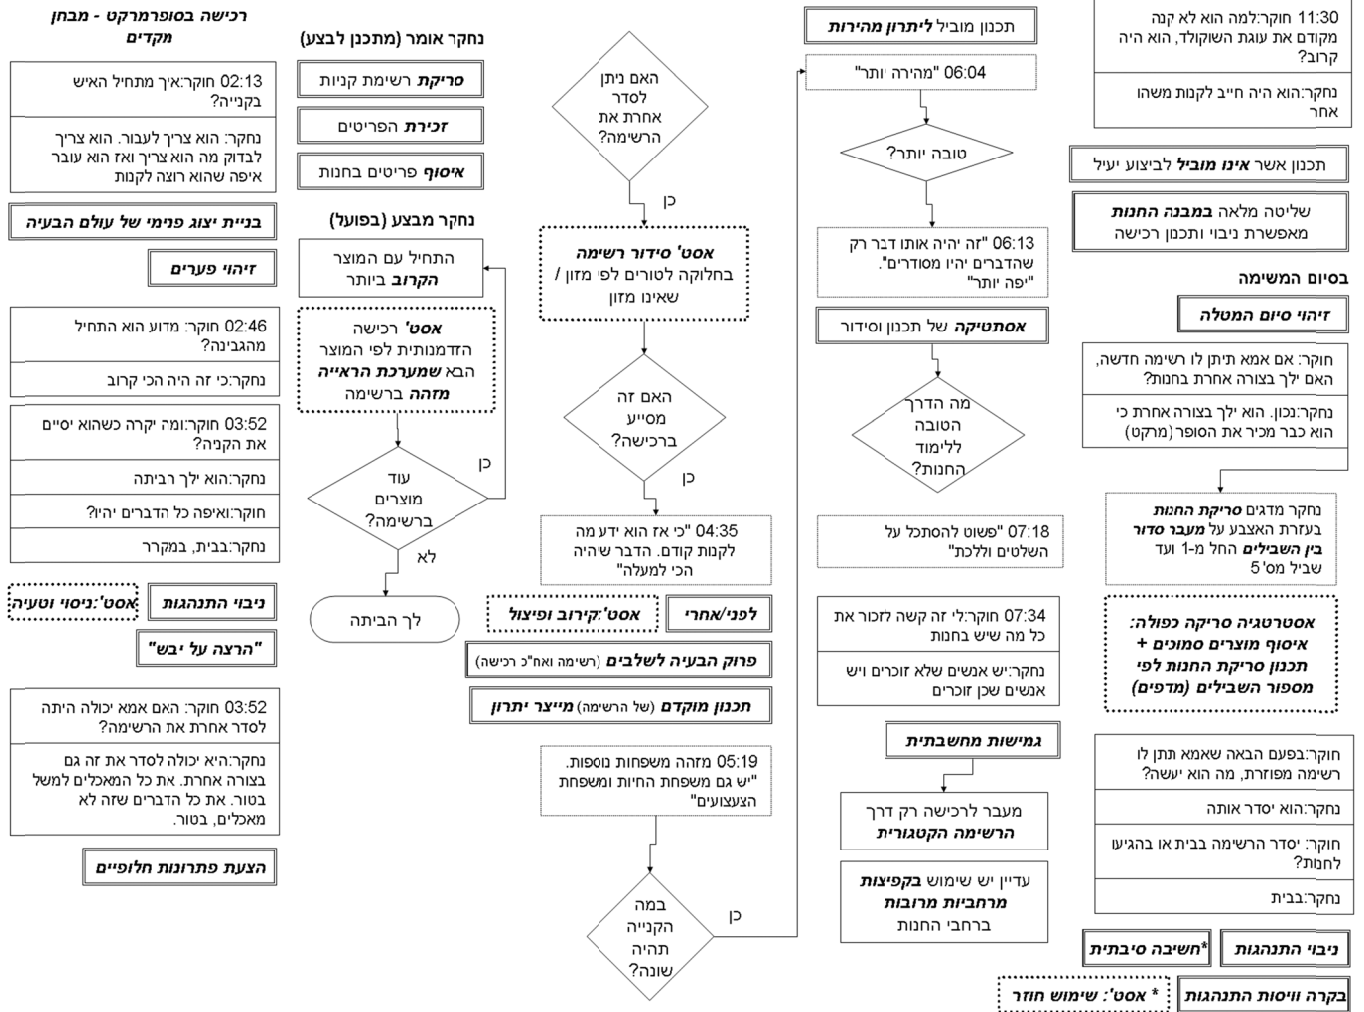 רכישה בסופרמרקט - מבחן
מקדים
02:13 חוקר:איך מתחיל האיש
בקנייה?
נחקר: הוא צריך לעבור. הוא צריך
לבדוק מה הוא צריך ואז הוא עובר
איפה שהוא רוצה לקנות
בניית יצוג פנימי של עולם הבעיה
זיהוי פערים
02:46 חוקר: מדוע הוא התחיל
מהגבינה?
נחקר:כי זה היה הכי קרוב
03:52 חוקר:ומה יקרה כשהוא יסיים
את הקניה?
נחקר:הוא ילך הביתה
חוקר:ואיפה כל הדברים יהיו?
נחקר:בבית, במקרר
ניבוי התנהגות
אסט':ניסוי וטעיה
"הרצה על יבש"
03:52 חוקר: האם אמא יכולה היתה
לסדר אחרת את הרשימה?
נחקר:היא יכולה לסדר את זה גם
בצורה אחרת. את כל המאכלים למשל
בטור. את כל הדברים שזה לא
מאכלים, בטור.
הצעת פתרונות חלופיים
נחקר אומר (מתכנן לבצע)
סריקת רשימת קניות
זכירת הפריטים
איסוף פריטים בחנות
נחקר מבצע (בפועל)
התחיל עם המוצר
הקרוב ביותר
אסט' רכישה
הזדמנותית לפי המוצר
הבא שמערכת הראייה
מזהה ברשימה
עוד
מוצרים
ברשימה?
כן
לא
לך הביתה
האם ניתן
לסדר
אחרת את
הרשימה?
כן
אסט' סידור רשימה
בחלוקה לטורים לפי מזון /
שאינו מזון
האם זה
מסייע
ברכישה?
כן
04:35 "כי אז הוא ידע מה
לקנות קודם. הדבר שיהיה
הכי למעלה"
לפני/אחרי
אסט':קירוב ופיצול
פרוק הבעיה לשלבים (רשימה ואח"כ רכישה)
תכנון מוקדם (של הרשימה) מייצר יתרון
05:19 מזהה משפחות נוספות.
"יש גם משפחת החיות ומשפחת
הצעצועים"
במה
הקנייה
תהיה
שונה?
כן
תכנון מוביל ליתרון מהירות
06:04 "מהירה יותר"
טובה יותר?
06:13 "זה יהיה אותו דבר רק
שהדברים יהיו מסודרים".
"יפה יותר"
אסתטיקה של תכנון וסידור
מה הדרך
הטובה
ללימוד
החנות?
07:18 "פשוט להסתכל על
השלטים וללכת"
07:34 חוקר:לי זה קשה לזכור את
כל מה שיש בחנות
נחקר:יש אנשים שלא זוכרים ויש
אנשים שכן זוכרים
גמישות מחשבתית
מעבר לרכישה רק דרך
הרשימה הקטגורית
עדיין יש שימוש בקפיצות
מרחביות מרובות
ברחבי החנות
11:30 חוקר:למה הוא לא קנה
מקודם את עוגת השוקולד, הוא היה
קרוב?
נחקר:הוא היה חייב לקנות משהו
אחר
תכנון אשר אינו מוביל לביצוע יעיל
שליטה מלאה במבנה החנות
מאפשרת ניבוי ותכנון רכישה
בסיום המשימה
זיהוי סיום המטלה
חוקר: אם אמא תיתן לו רשימה חדשה,
האם ילך בצורה אחרת בחנות?
נחקר:נכון. הוא ילך בצורה אחרת כי
הוא כבר מכיר את הסופר (מרקט)
נחקר מדגים סריקת החנות
בעזרת האצבע על מעבר סדור
בין השבילים החל מ-1 ועד
שביל מס' 5
אסטרטגיה סריקה כפולה:
איסוף מוצרים סמוכים +
תכנון סריקת החנות לפי
מספור השבילים (מדפים)
חוקר:בפעם הבאה שאמא תתן לו
רשימה מפוזרת, מה הוא יעשה?
נחקר:הוא יסדר אותה
חוקר: יסדר הרשימה בבית או בהגיעו
לחנות?
נחקר:בבית
ניבוי התנהגות
*חשיבה סיבתית
בקרה וויסות התנהגות
* אסט': שימוש חוזר